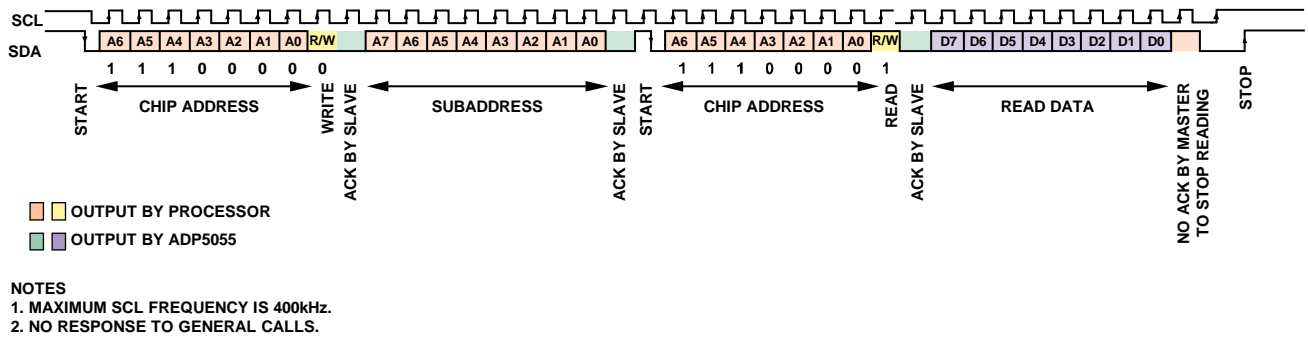 SCL
SDA
A6 A5 A4 A3 A2 A1 A0 R/W A7 A6 A5 A4 A3 A2 A1 A0 A6 A5 A4 A3 A2 A1 A0 R/W D7 D6 D5 D4 D3 D2 D1 D0
1 1 1 0 0 0 0 0 1 1 1 0 0 0 0 1
START
CHIP ADDRESS
WRITE
ACK BY SLAVE
SUBADDRESS
ACK BY SLAVE
START
CHIP ADDRESS
READ
ACK BY SLAVE
READ DATA
NO ACK BY MASTER
TO STOP READING
STOP
OUTPUT BY PROCESSOR
OUTPUT BY ADP5055
NOTES
1. MAXIMUM SCL FREQUENCY IS 400kHz.
2. NO RESPONSE TO GENERAL CALLS.